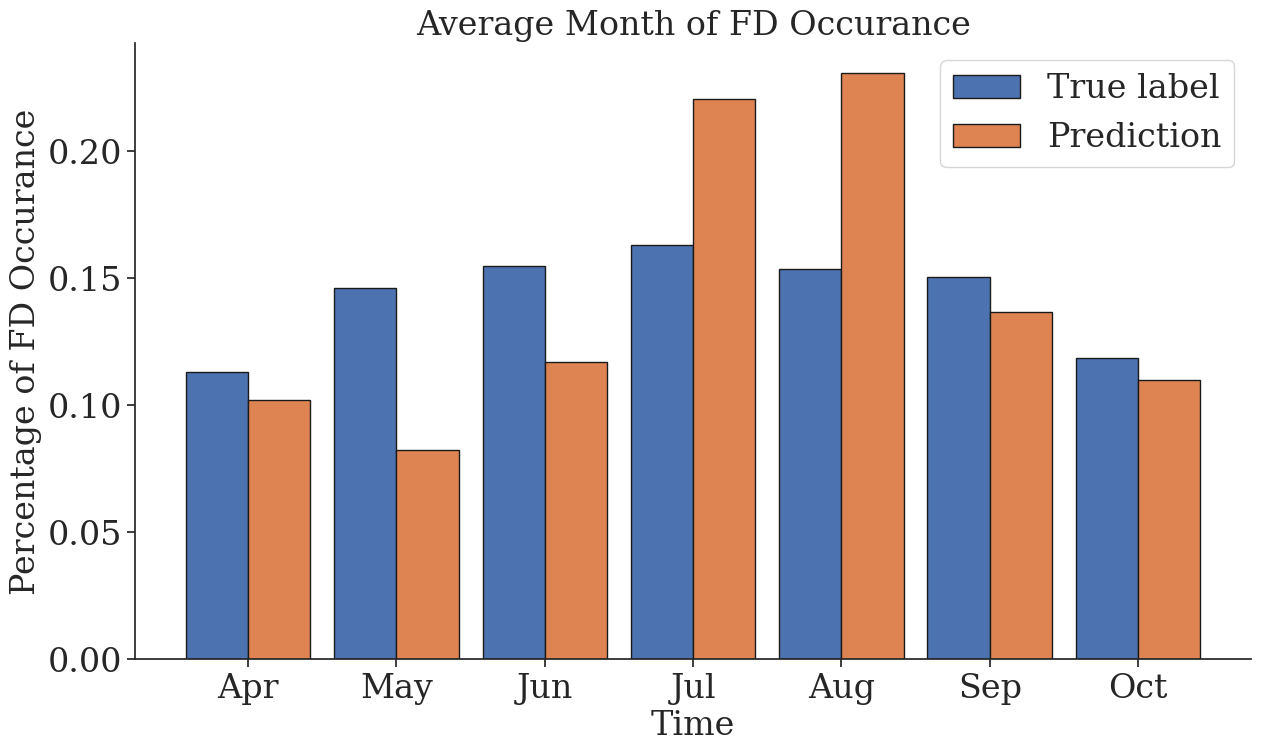 Average Month of FD Occurance
True label
Prediction
Percentage of FD Occurance
0.20
0.15
0.10
0.05
0.00
Apr May Jun Jul Aug Sep Oct
Time